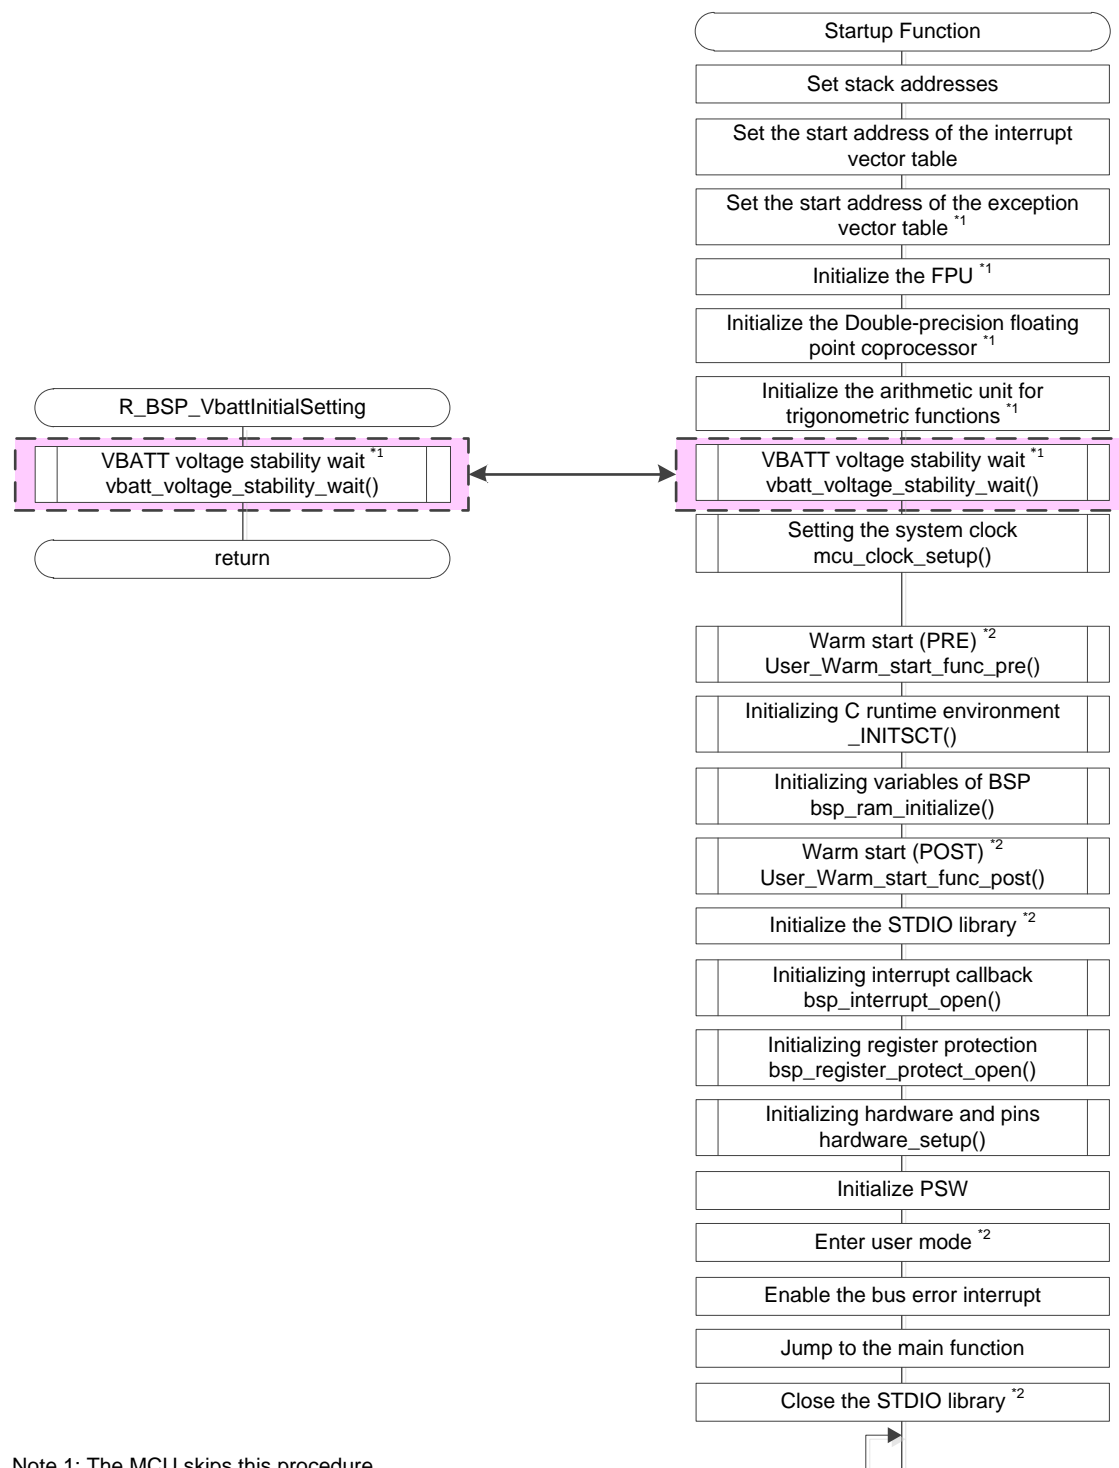 Startup Function
Set stack addresses
Set the start address of the interrupt
vector table
Set the start address of the exception
vector table *1
Initialize the FPU *1
Initialize the Double-precision floating
point coprocessor *1
Initialize the arithmetic unit for
trigonometric functions *1
R_BSP_VbattInitialSetting
VBATT voltage stability wait *1
vbatt_voltage_stability_wait()
return
VBATT voltage stability wait *1
vbatt_voltage_stability_wait()
Setting the system clock
mcu_clock_setup()
Warm start (PRE) *2
User_Warm_start_func_pre()
Initializing C runtime environment
_INITSCT()
Initializing variables of BSP
bsp_ram_initialize()
Warm start (POST) *2
User_Warm_start_func_post()
Initialize the STDIO library *2
Initializing interrupt callback
bsp_interrupt_open()
Initializing register protection
bsp_register_protect_open()
Initializing hardware and pins
hardware_setup()
Initialize PSW
Enter user mode *2
Enable the bus error interrupt
Jump to the main function
Close the STDIO library *2
Note 1: The MCU skips this procedure